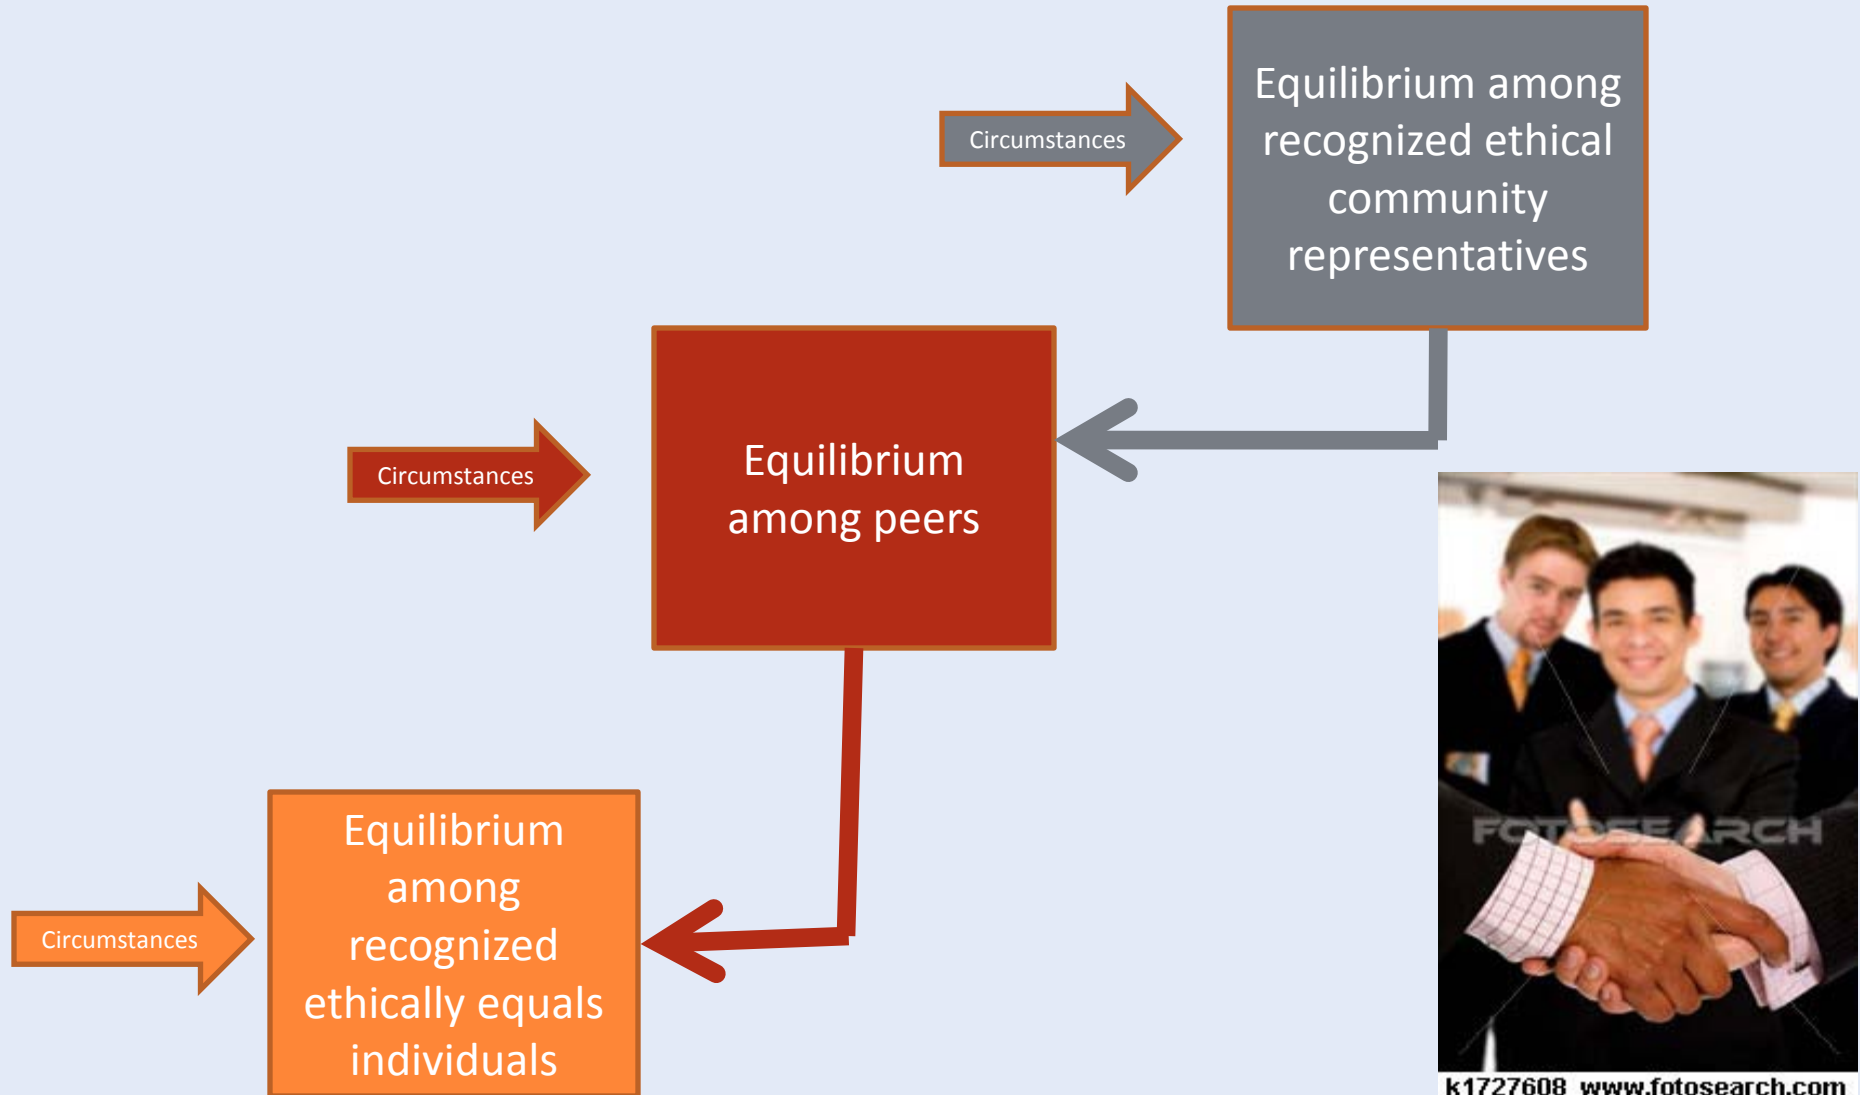 Equilibrium among
recognized ethical
community
representatives
Circumstances
Equilibrium
among peers
Circumstances
Equilibrium
among
recognized
ethically equals
individuals
Circumstances
FOTOSEARCH
k1727608 www.fotosearch.com